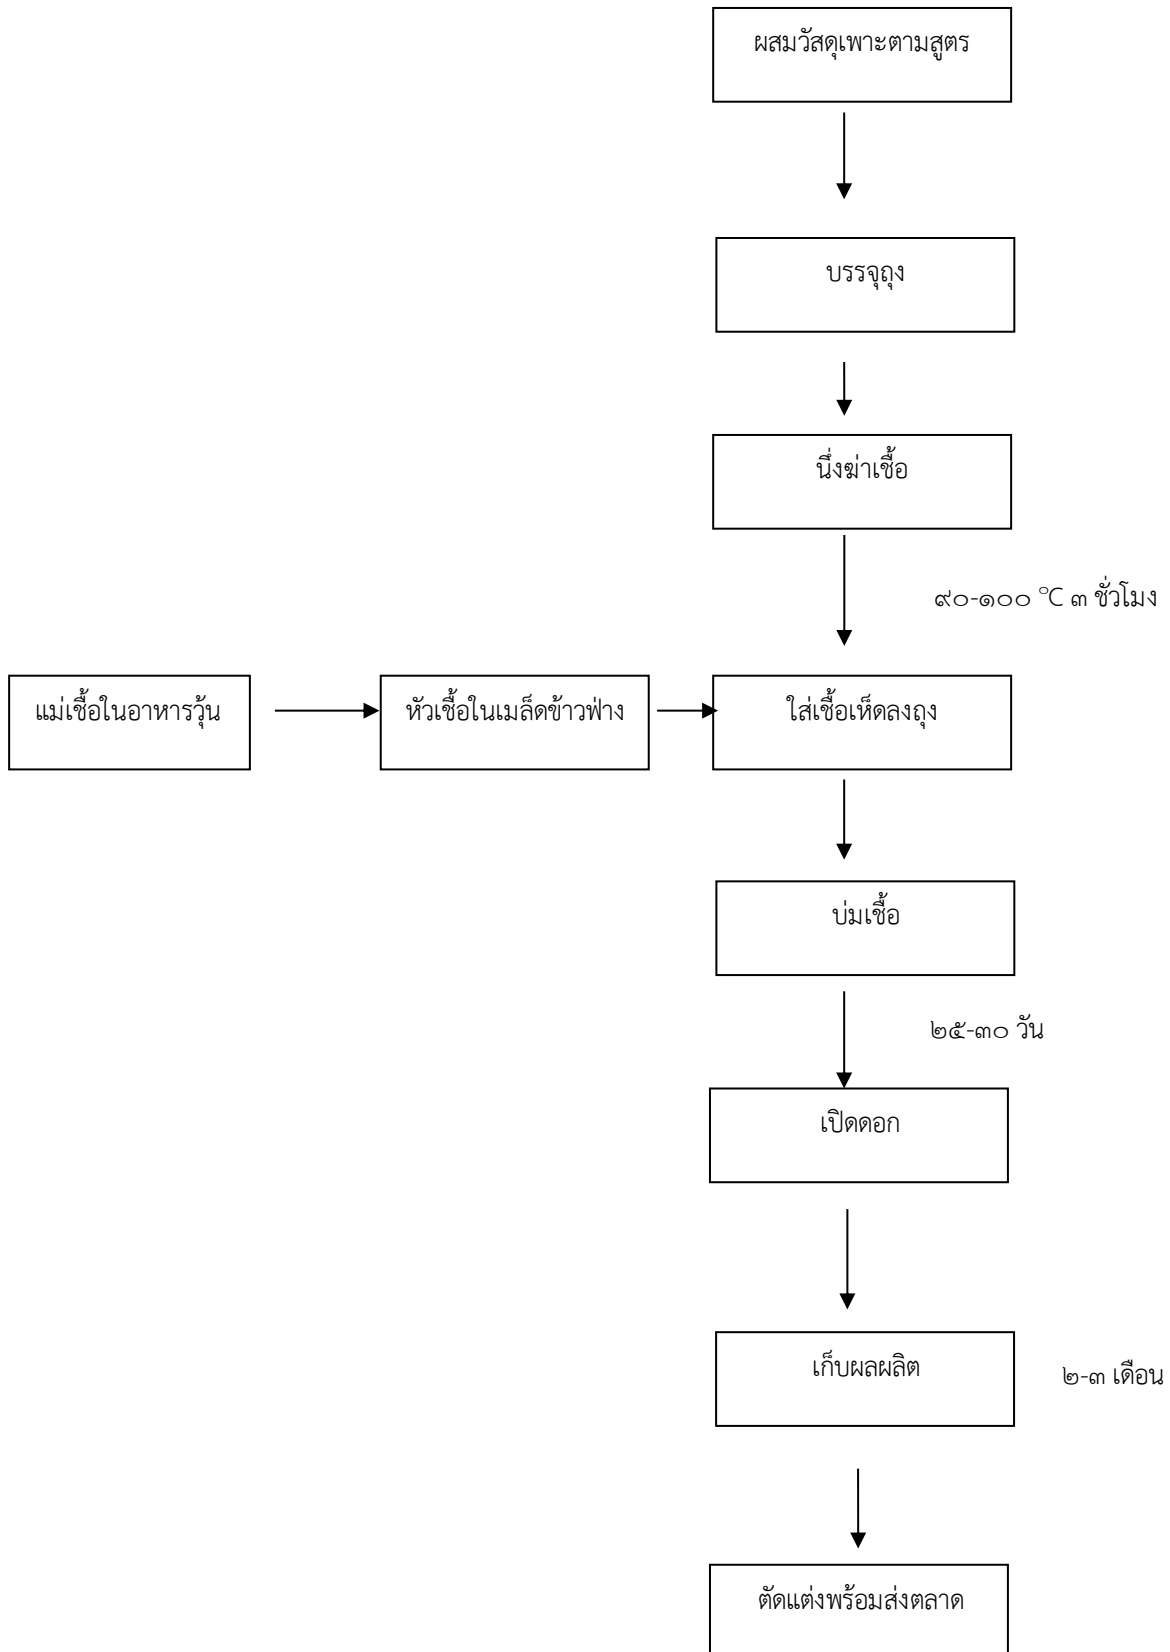 ผสมวัสดุเพาะตามสูตร
บรรจุถุง
นึ่งฆ่าเชื้อ
๙๐-๑๐๐ °C ๓ ชั่วโมง
แม่เชื้อในอาหารวุ้น
หัวเชื้อในเมล็ดข้าวฟ่าง
ใส่เชื้อเห็ดลงถุง
บ่มเชื้อ
๒๕-๓๐ วัน
เปิดดอก
เก็บผลผลิต
๒-๓ เดือน
ตัดแต่งพร้อมส่งตลาด